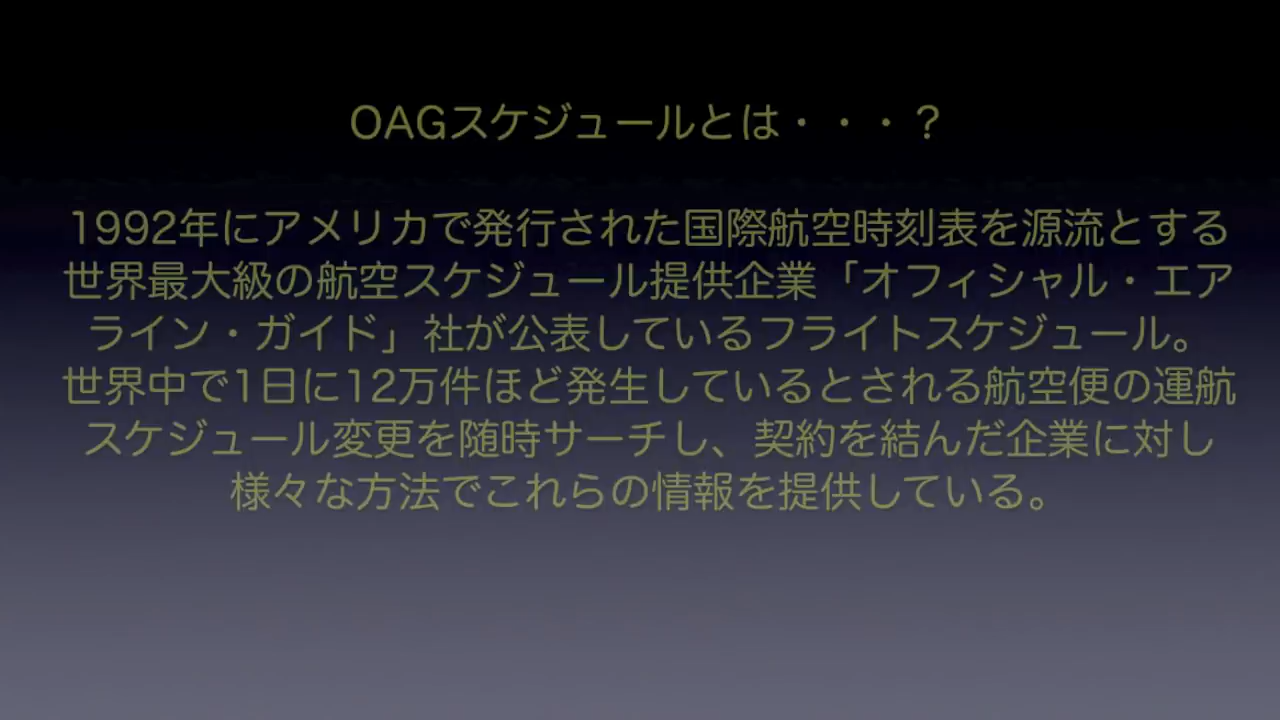 OAGスケジュールとは・・・？
1992年にアメリカで発行された国際航空時刻表を源流とする
世界最大級の航空スケジュール提供企業「オフィシャル・エア
ライン・ガイド」社が公表しているフライトスケジュール。
世界中で1日に12万件ほど発生しているとされる航空便の運航
スケジュール変更を随時サーチし、契約を結んだ企業に対し
様々な方法でこれらの情報を提供している。